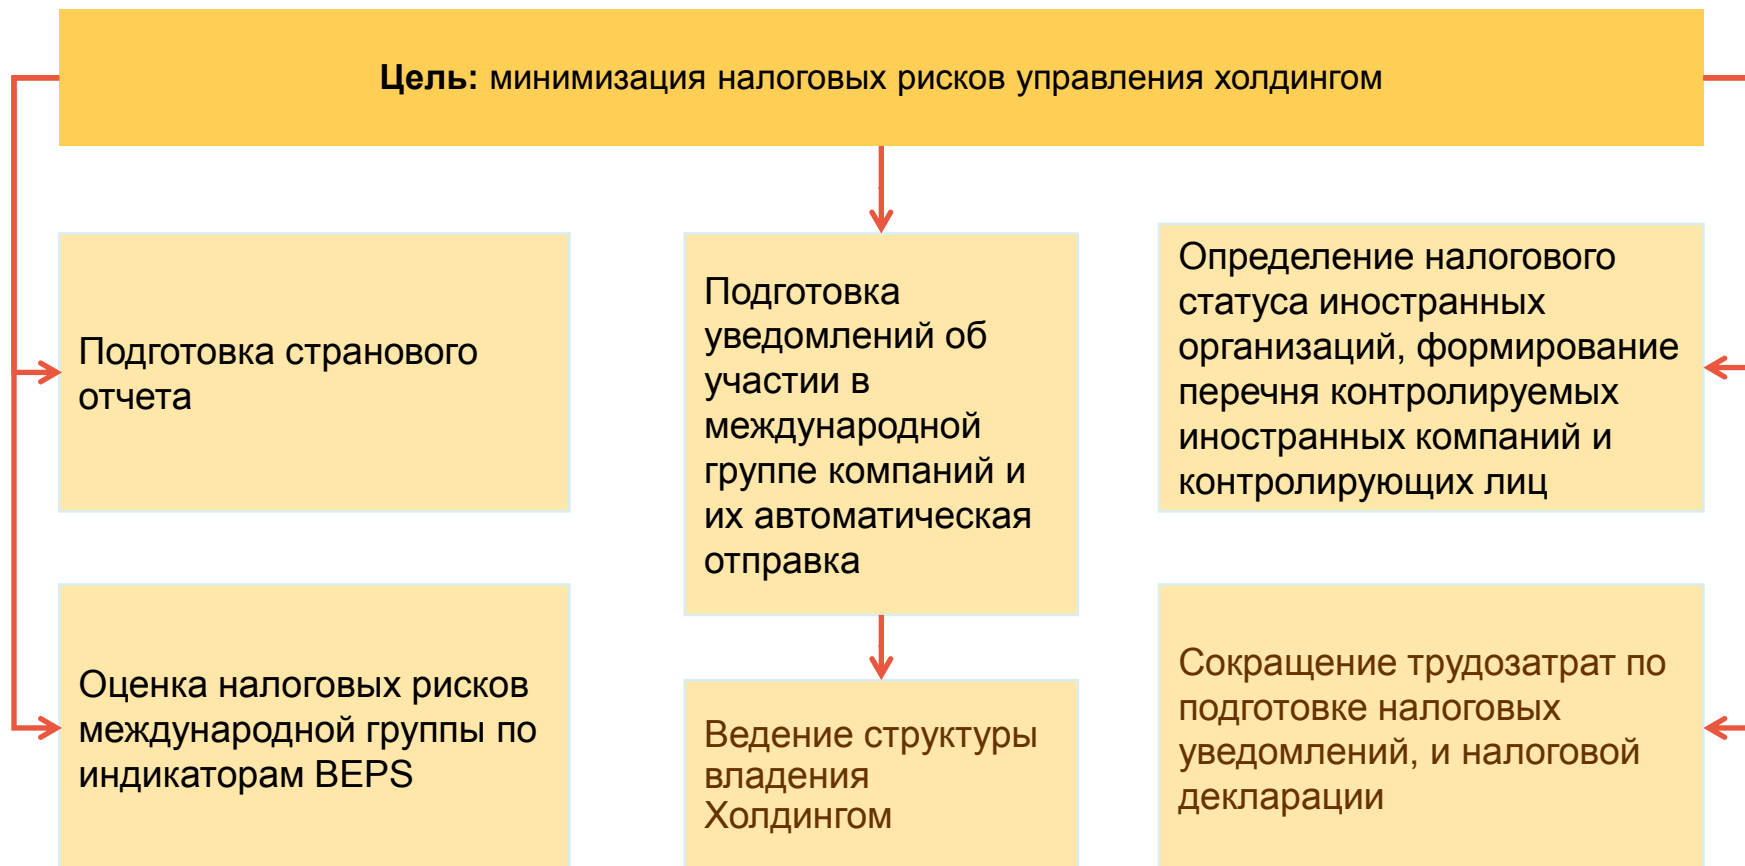 Цель: минимизация налоговых рисков управления холдингом
Подготовка странового
отчета
Подготовка
уведомлений об
участии в
международной
группе компаний и
их автоматическая
отправка
Определение налогового
статуса иностранных
организаций, формирование
перечня контролируемых
иностранных компаний и
контролирующих лиц
Оценка налоговых рисков
международной группы по
индикаторам BEPS
Ведение структуры
владения
Холдингом
Сокращение трудозатрат по
подготовке налоговых
уведомлений, и налоговой
декларации